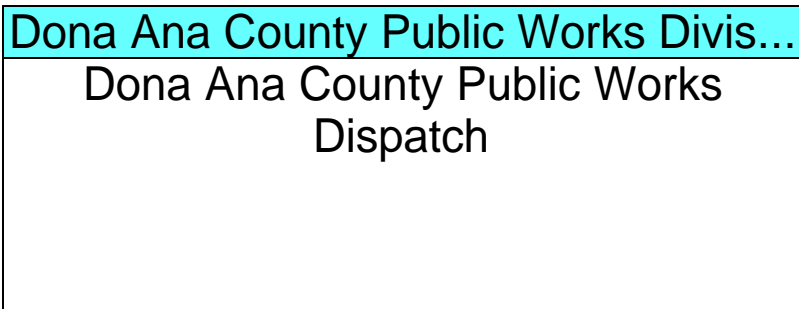 Dona Ana County Public Works Divis...
Dona Ana County Public Works
Dispatch